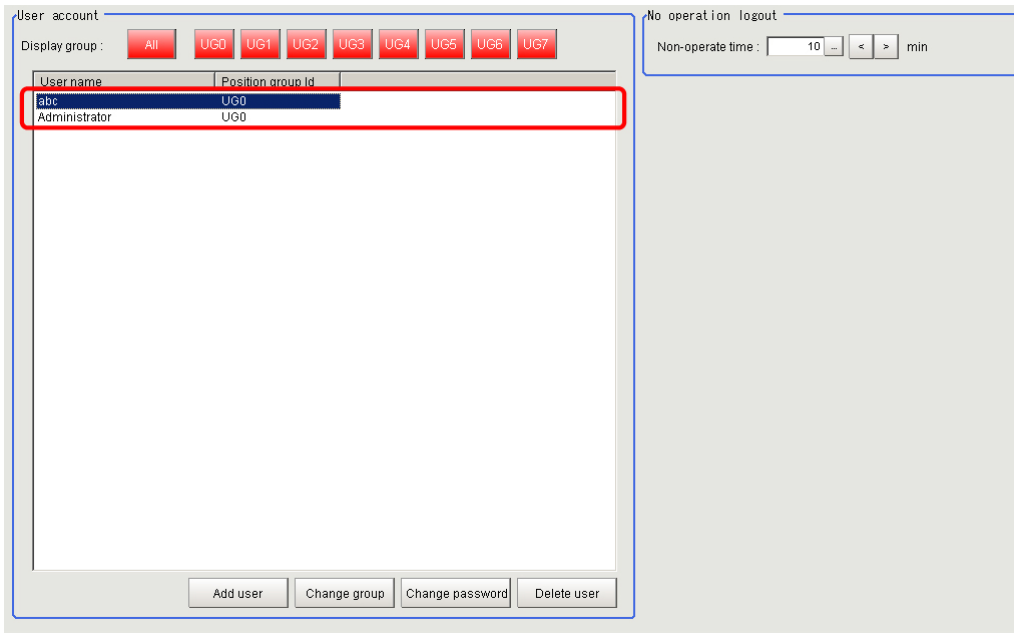 User account
Display group : All UG0 UG1 UG2 UG3 UG4 UG5 UG6 UG7
User name Position group Id
abc UG0
Administrator UG0
Add user Change group Change password Delete user
No operation logout
Non-operate time : 10 ... < > min